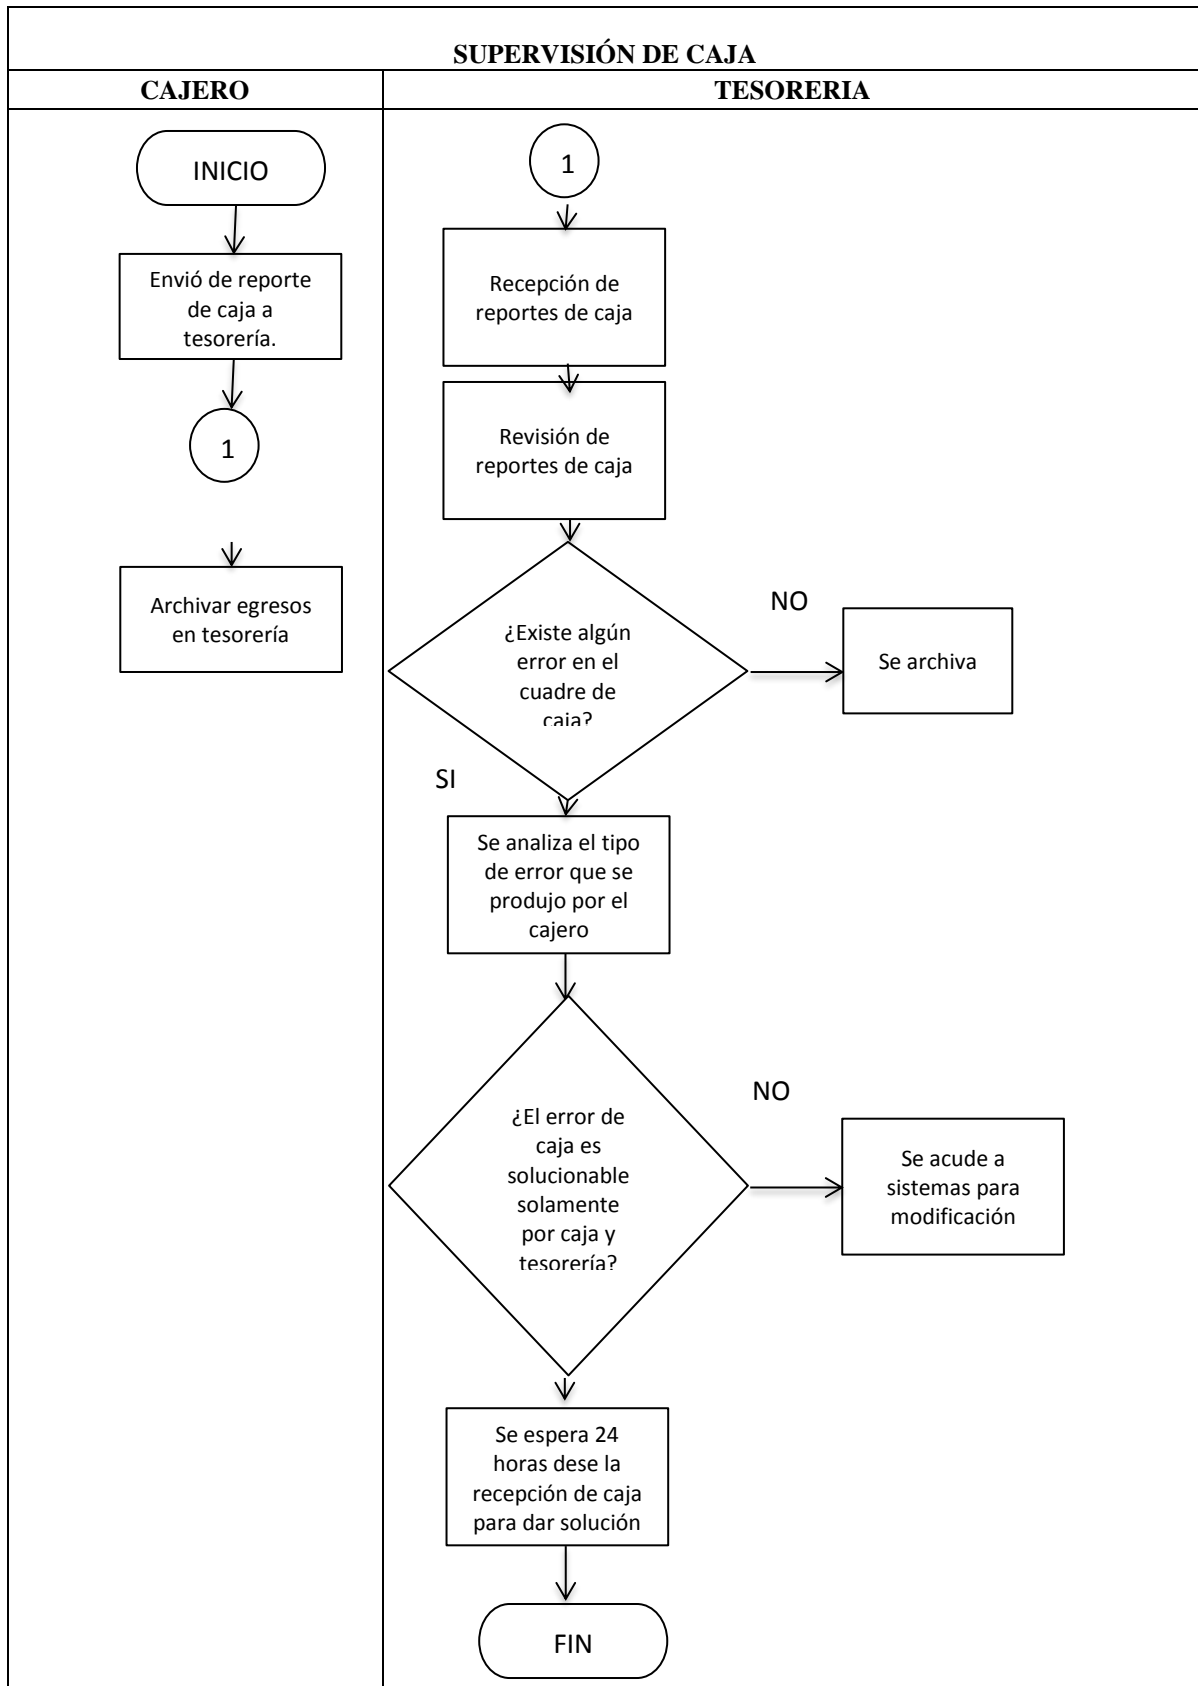 SUPERVISIÓN DE CAJA
CAJERO
TESORERIA
INICIO
Envió de reporte
de caja a
tesorería.
1
Archivar egresos
en tesorería
1
Recepción de
reportes de caja
Revisión de
reportes de caja
¿Existe algún
error en el
cuadre de
caja?
NO
Se archiva
SI
Se analiza el tipo
de error que se
produjo por el
cajero
¿El error de
caja es
solucionable
solamente
por caja y
tesorería?
NO
Se acude a
sistemas para
modificación
Se espera 24
horas dese la
recepción de caja
para dar solución
FIN